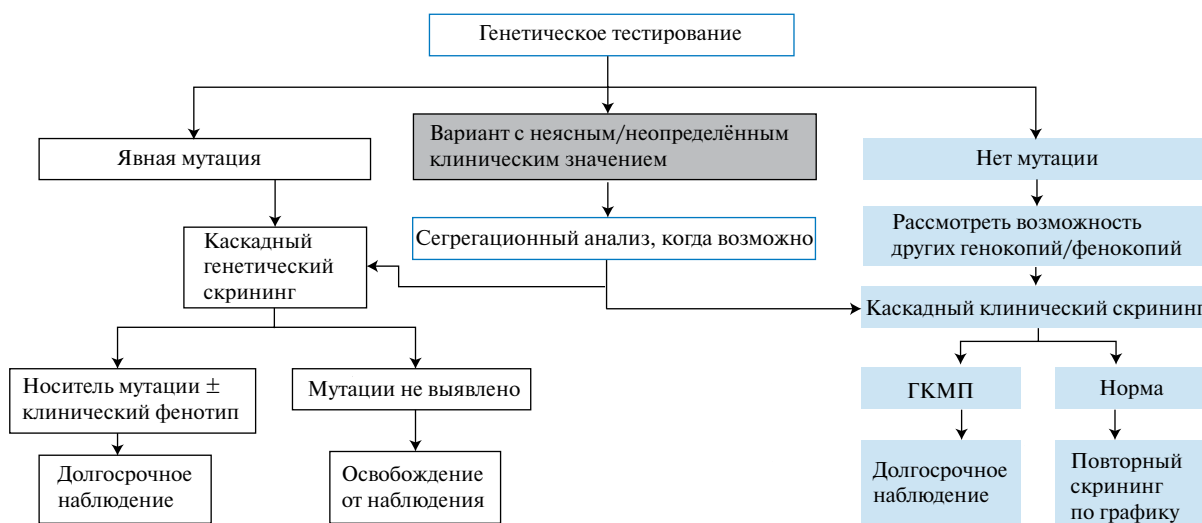 Генетическое тестирование
Явная мутация
Вариант с неясным/неопределённым
клиническим значением
Нет мутации
Каскадный
генетический
скрининг
Сегрегационный анализ, когда возможно
Рассмотреть возможность
других генокопий/фенокопий
Каскадный клинический скрининг
Носитель мутации ±
клинический фенотип
Мутации не выявлено
ГКМП
Норма
Долгосрочное
наблюдение
Освобождение
от наблюдения
Долгосрочное
наблюдение
Повторный
скрининг
по графику